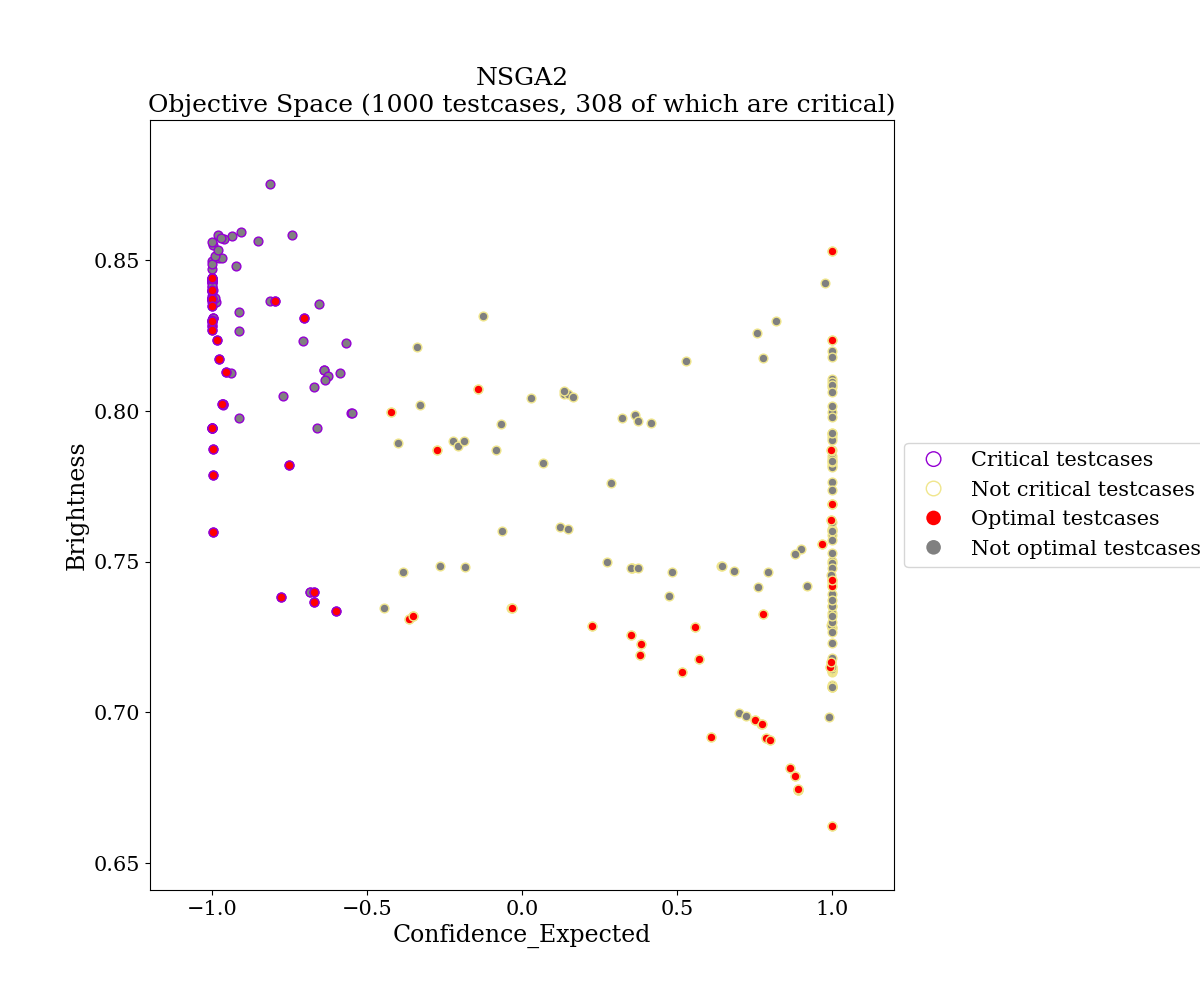 NSGA2
Objective Space (1000 testcases, 308 of which are critical)
0.85
0.80
0.75
0.70
0.65
Brightness
−1.0
−0.5
0.0
0.5
1.0
Confidence_Expected
Critical testcases
Not critical testcases
Optimal testcases
Not optimal testcases